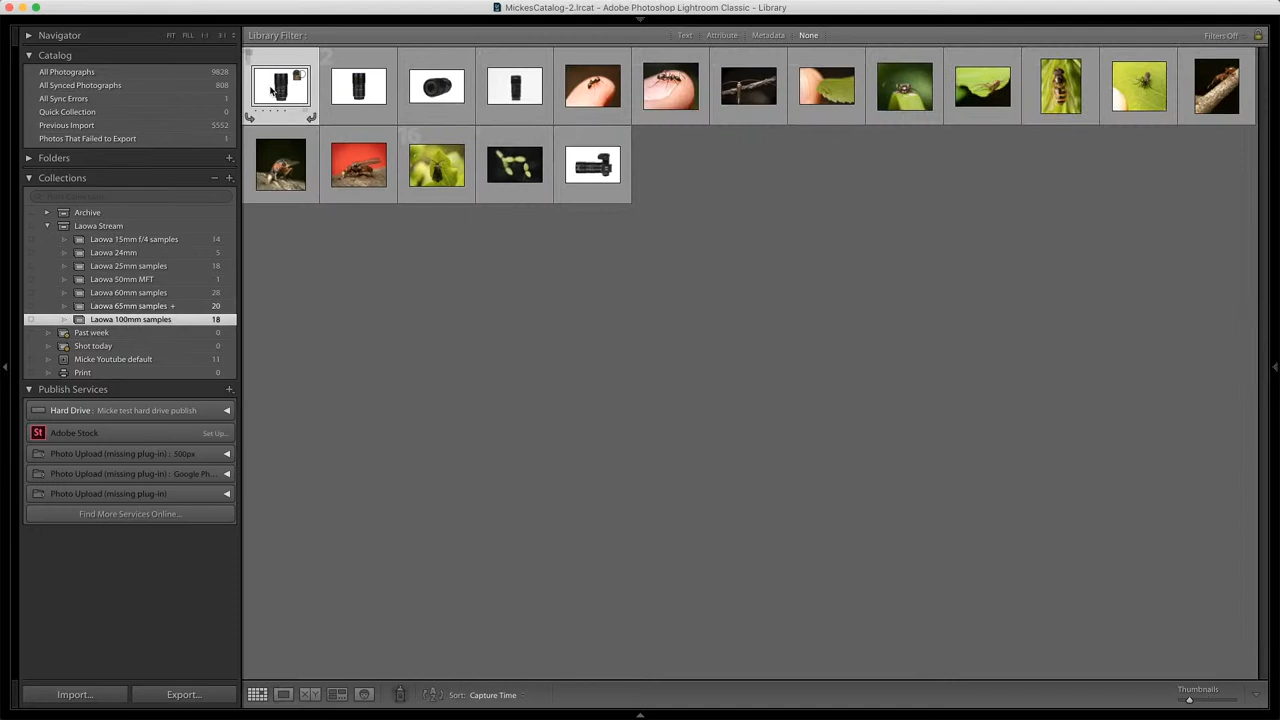 MickesCatalog-2.lrcat - Adobe Photoshop Lightroom Classic - Library
Navigator FIT FILL 1:1 3:1
Library Filter : Text Attribute Metadata None Filters Off
Catalog
All Photographs 9828
All Synced Photographs 808
All Sync Errors 1
Quick Collection 0
Previous Import 5552
Photos That Failed to Export 1
Folders
Collections
Archive
Laowa Stream
Laowa 15mm f/4 samples 14
Laowa 24mm 5
Laowa 25mm samples 18
Laowa 50mm MFT 1
Laowa 60mm samples 28
Laowa 65mm samples + 20
Laowa 100mm samples 18
Past week 0
Shot today 0
Micke Youtube default 11
Print 0
Publish Services
Hard Drive : Micke test hard drive publish
St Adobe Stock Set Up...
Photo Upload (missing plug-in) : 500px
Photo Upload (missing plug-in) : Google Ph...
Photo Upload (missing plug-in)
Find More Services Online...
Import... Export... Sort: Capture Time Thumbnails